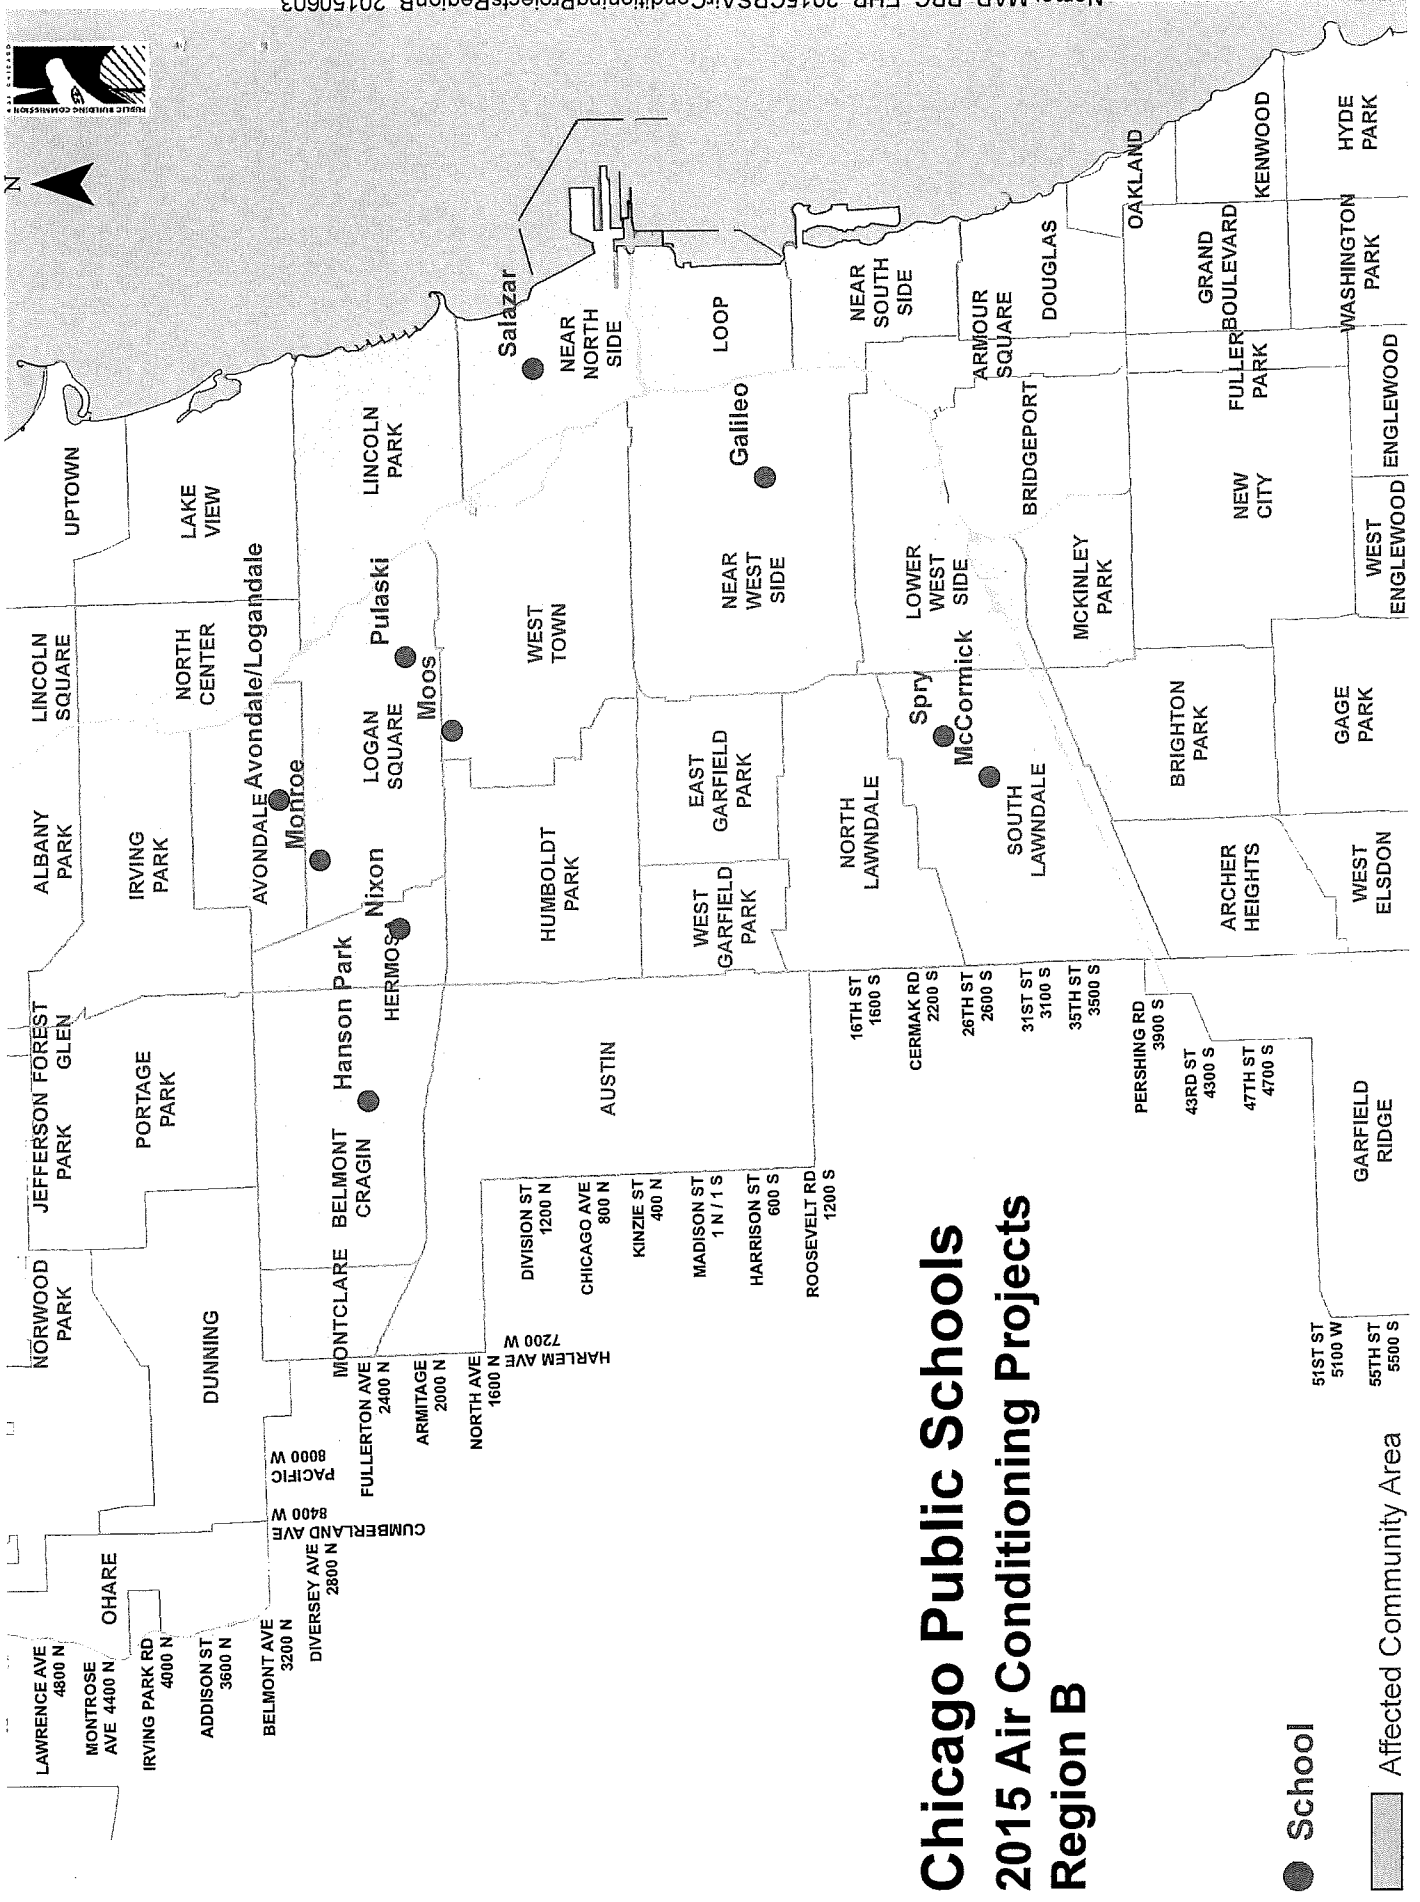 Chicago Public Schools
2015 Air Conditioning Projects
Region B
School
Affected Community Area
N
PUBLIC BUILDING COMMISSION
Name: MAP_PBC_EHR_2015CPSAirConditioningProjectsRegionB_20150603
LAWRENCE AVE
4800 N
MONTROSE
AVE 4400 N
IRVING PARK RD
4000 N
ADDISON ST
3600 N
BELMONT AVE
3200 N
DIVERSEY AVE
2800 N
CUMBERLAND AVE
8400 W
PACIFIC
8000 W
FULLERTON AVE
2400 N
ARMITAGE
2000 N
NORTH AVE
1600 N
HARLEM AVE
7200 W
DIVISION ST
1200 N
CHICAGO AVE
800 N
KINZIE ST
400 N
MADISON ST
1 N / 1 S
HARRISON ST
600 S
ROOSEVELT RD
1200 S
16TH ST
1600 S
CERMAK RD
2200 S
26TH ST
2600 S
31ST ST
3100 S
35TH ST
3500 S
PERSHING RD
3900 S
43RD ST
4300 S
47TH ST
4700 S
51ST ST
5100 W
55TH ST
5500 S
OHARE
NORWOOD
PARK
JEFFERSON
PARK
FOREST
GLEN
ALBANY
PARK
LINCOLN
SQUARE
UPTOWN
DUNNING
PORTAGE
PARK
IRVING
PARK
NORTH
CENTER
LAKE
VIEW
MONTCLARE
BELMONT
CRAGIN
Hanson Park
HERMOS
Nixon
AVONDALE
Avondale/Logandale
Monroe
LOGAN
SQUARE
Pulaski
Moos
LINCOLN
PARK
Salazar
NEAR
NORTH
SIDE
AUSTIN
HUMBOLDT
PARK
WEST
TOWN
WEST
GARFIELD
PARK
EAST
GARFIELD
PARK
NEAR
WEST
SIDE
Galileo
LOOP
NORTH
LAWNDALE
Spry
McCormick
SOUTH
LAWNDALE
LOWER
WEST
SIDE
NEAR
SOUTH
SIDE
ARMOUR
SQUARE
DOUGLAS
BRIDGEPORT
MCKINLEY
PARK
OAKLAND
ARCHER
HEIGHTS
BRIGHTON
PARK
NEW
CITY
FULLER
PARK
GRAND
BOULEVARD
KENWOOD
GARFIELD
RIDGE
WEST
ELSDON
GAGE
PARK
WEST
ENGLEWOOD
ENGLEWOOD
WASHINGTON
PARK
HYDE
PARK